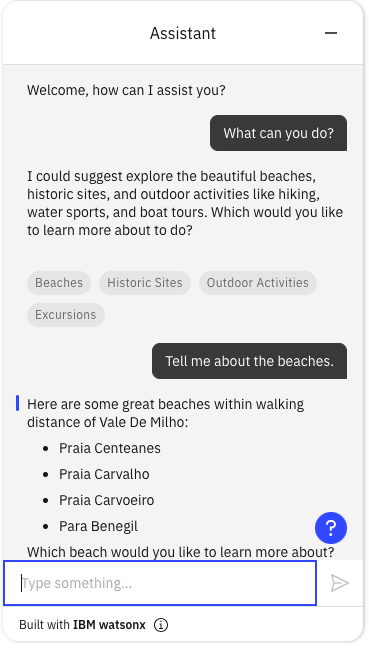 Assistant
Welcome, how can I assist you?
What can you do?
I could suggest explore the beautiful beaches,
historic sites, and outdoor activities like hiking,
water sports, and boat tours. Which would you like
to learn more about to do?
Beaches
Historic Sites
Outdoor Activities
Excursions
Tell me about the beaches.
Here are some great beaches within walking
distance of Vale De Milho:
• Praia Centeanes
• Praia Carvalho
• Praia Carvoeiro
• Para Benegil
?
Which beach would you like to learn more about?
Type something...
Built with IBM watsonx